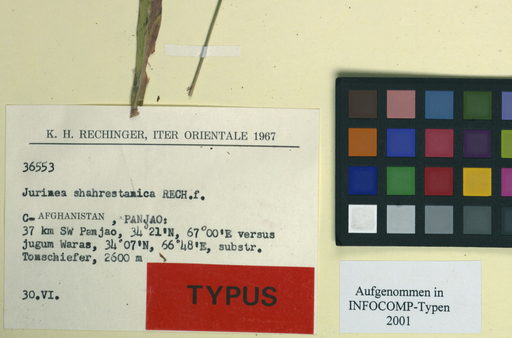 K. H. RECHINGER, ITER ORIENTALE 1967
36553
Jurinea shahrestanica RECH.f.
C- AFGHANISTAN , PANJAO:
37 km SW Panjao, 34°21'N, 67°00'E versus
jugum Waras, 34°07'N, 66°48'E, substr.
Tonschiefer, 2600 m
30.VI.
TYPUS
Aufgenommen in
INFOCOMP-Typen
2001